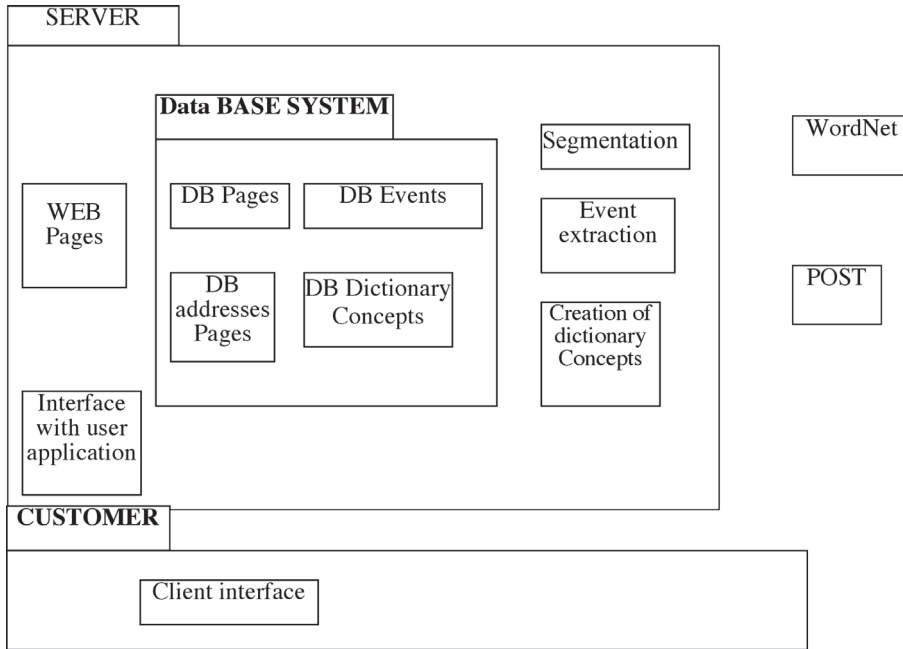 SERVER
Data BASE SYSTEM
WordNet
Segmentation
DB Pages
DB Events
WEB
Pages
Event
extraction
POST
DB
addresses
Pages
DB Dictionary
Concepts
Creation of
dictionary
Concepts
Interface
with user
application
CUSTOMER
Client interface